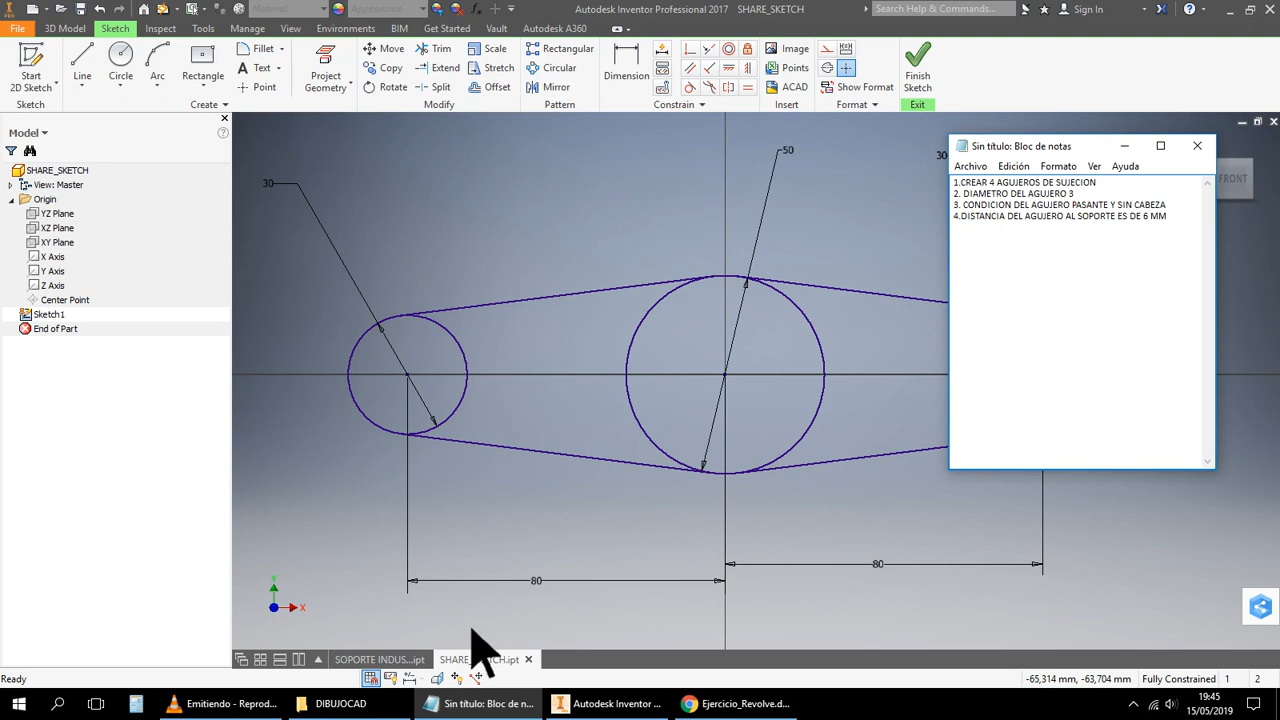 Material
Appearance
Autodesk Inventor Professional 2017 SHARE_SKETCH
Search Help & Commands...
Sign In
PRO
File 3D Model Sketch Inspect Tools Manage View Environments BIM Get Started Vault Autodesk A360
Start
2D Sketch
Line
Circle
Arc
Rectangle
Fillet
Text
Point
Project
Geometry
Move
Copy
Rotate
Trim
Extend
Split
Scale
Stretch
Offset
Rectangular
Circular
Mirror
Dimension
Image
Points
ACAD
Show Format
Finish
Sketch
Sketch Create Modify Pattern Constrain Insert Format Exit
Model
SHARE_SKETCH
View: Master
Origin
YZ Plane
XZ Plane
XY Plane
X Axis
Y Axis
Z Axis
Center Point
Sketch1
End of Part
30
50
30
80
80
FRONT
Y
X
Sin título: Bloc de notas
Archivo Edición Formato Ver Ayuda
1.CREAR 4 AGUJEROS DE SUJECION
2. DIAMETRO DEL AGUJERO 3
3. CONDICION DEL AGUJERO PASANTE Y SIN CABEZA
4.DISTANCIA DEL AGUJERO AL SOPORTE ES DE 6 MM
SOPORTE INDUS...ipt
Ready
-65,314 mm, -63,704 mm Fully Constrained 1 2
Emitiendo - Reprod...
DIBUJOCAD
Sin título: Bloc de n...
Autodesk Inventor ...
Ejercicio_Revolve.d...
19:45
15/05/2019